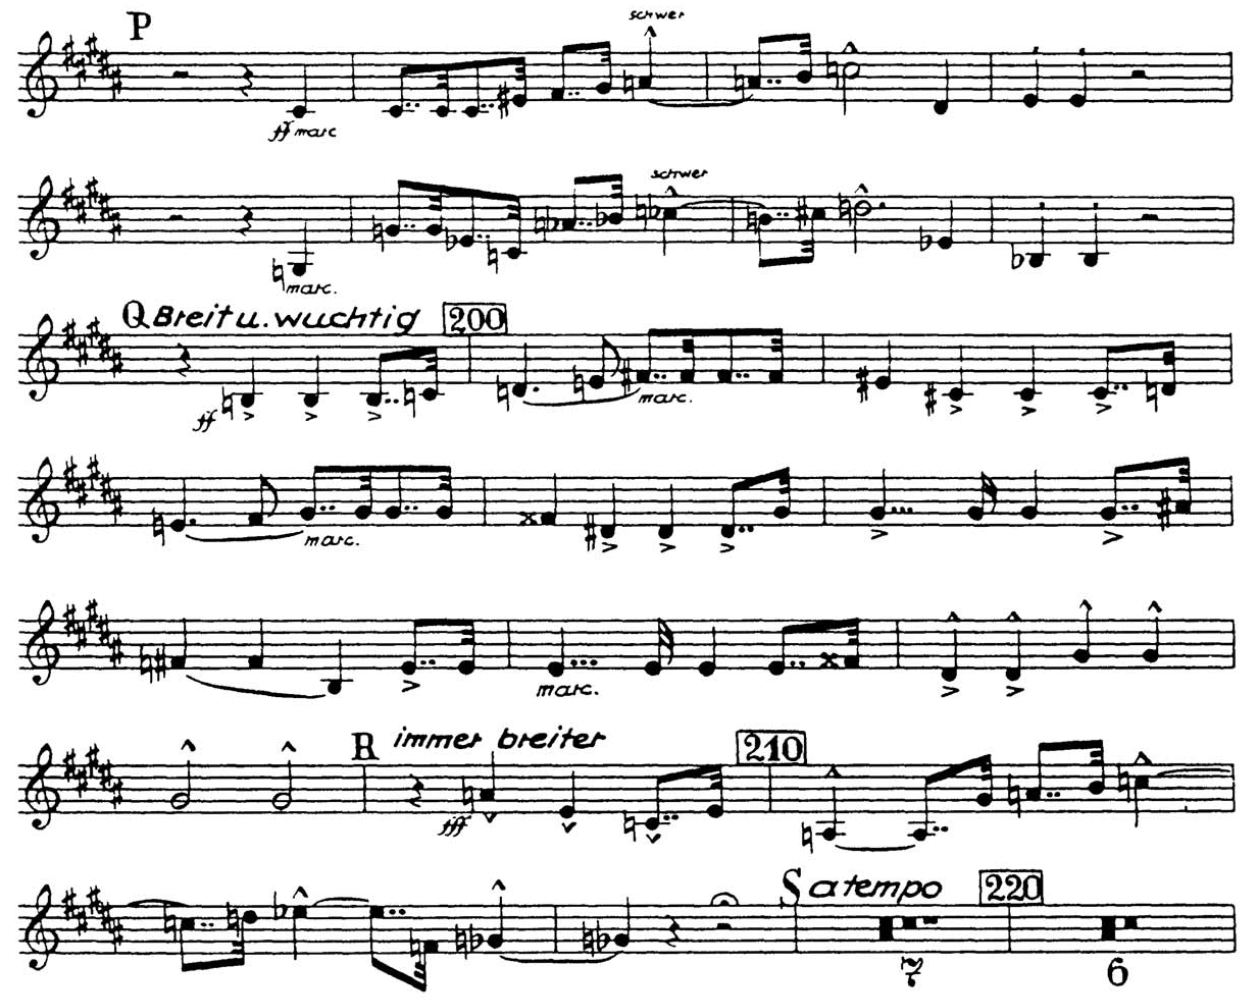 P
schwer
ff marc
schwer
marc.
Q Breit u. wuchtig 200
ff marc.
marc.
marc.
R immer breiter 210
fff
S a tempo 220
7 6